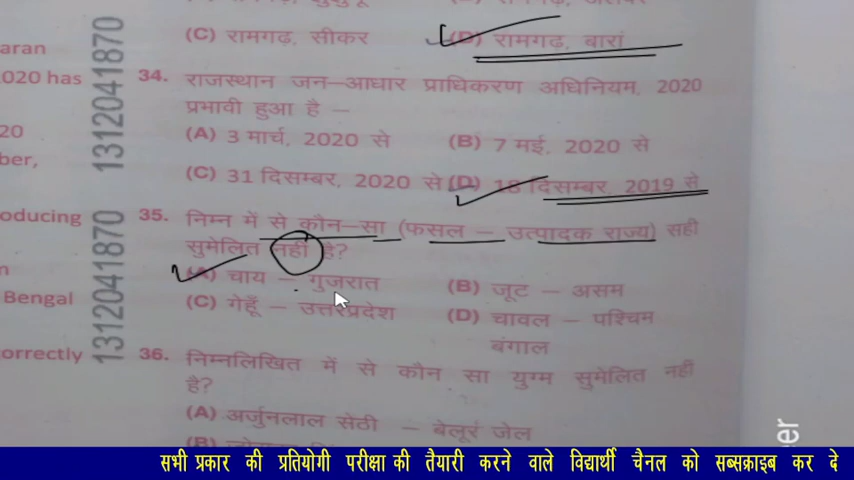 (C) रामगढ़, सीकर (D) रामगढ़, बारां
aran
020 has
34. राजस्थान जन–आधार प्राधिकरण अधिनियम, 2020
प्रभावी हुआ है –
20
ber,
(A) 3 मार्च, 2020 से (B) 7 मई, 2020 से
(C) 31 दिसम्बर, 2020 से (D) 18 दिसम्बर, 2019 से
oducing
35. निम्न में से कौन–सा (फसल – उत्पादक राज्य) सही
सुमेलित नहीं है?
n
Bengal
(A) चाय – गुजरात (B) जूट – असम
(C) गेहूँ – उत्तरप्रदेश (D) चावल – पश्चिम
बंगाल
orrectly
36. निम्नलिखित में से कौन सा युग्म सुमेलित नहीं
है?
(A) अर्जुनलाल सेठी – बेलूर जेल
(B)
1312041870
1312041870
er
सभी प्रकार की प्रतियोगी परीक्षा की तैयारी करने वाले विद्यार्थी चैनल को सब्सक्राइब कर दे